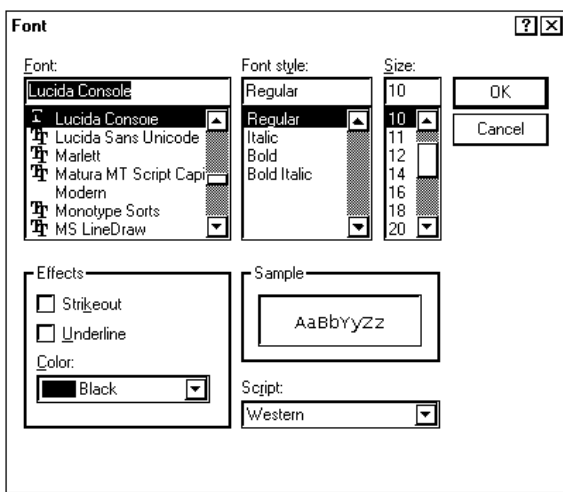 Font
Font: Font style: Size:
Lucida Console Regular 10 OK
Lucida Console Regular 10
Lucida Sans Unicode Italic 11 Cancel
Marlett Bold 12
Matura MT Script Capi Bold Italic 14
Modern 16
Monotype Sorts 18
MS LineDraw 20
Effects Sample
Strikeout
Underline AaBbYyZz
Color:
Black Script:
Western